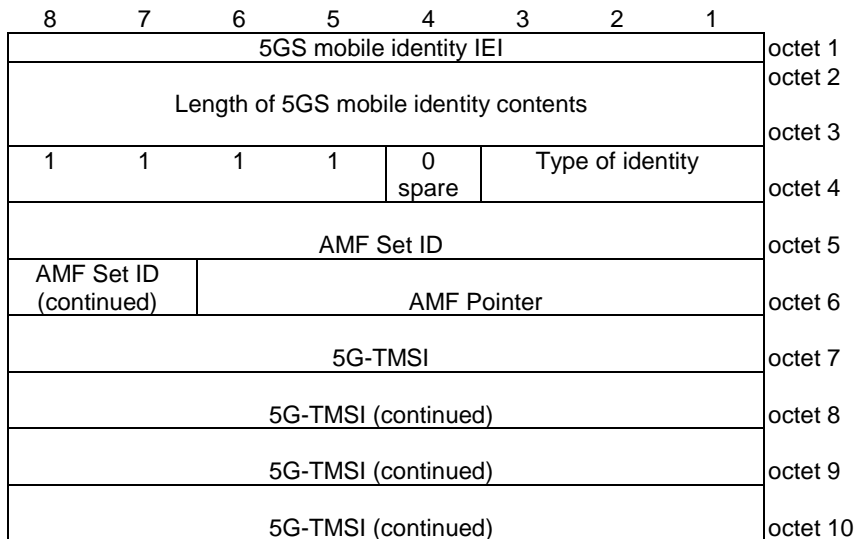 8 7 6 5 4 3 2 1
5GS mobile identity IEI octet 1
octet 2
Length of 5GS mobile identity contents
octet 3
1 1 1 1 0 Type of identity
spare octet 4
AMF Set ID octet 5
AMF Set ID
(continued) AMF Pointer octet 6
5G-TMSI octet 7
5G-TMSI (continued) octet 8
5G-TMSI (continued) octet 9
5G-TMSI (continued) octet 10